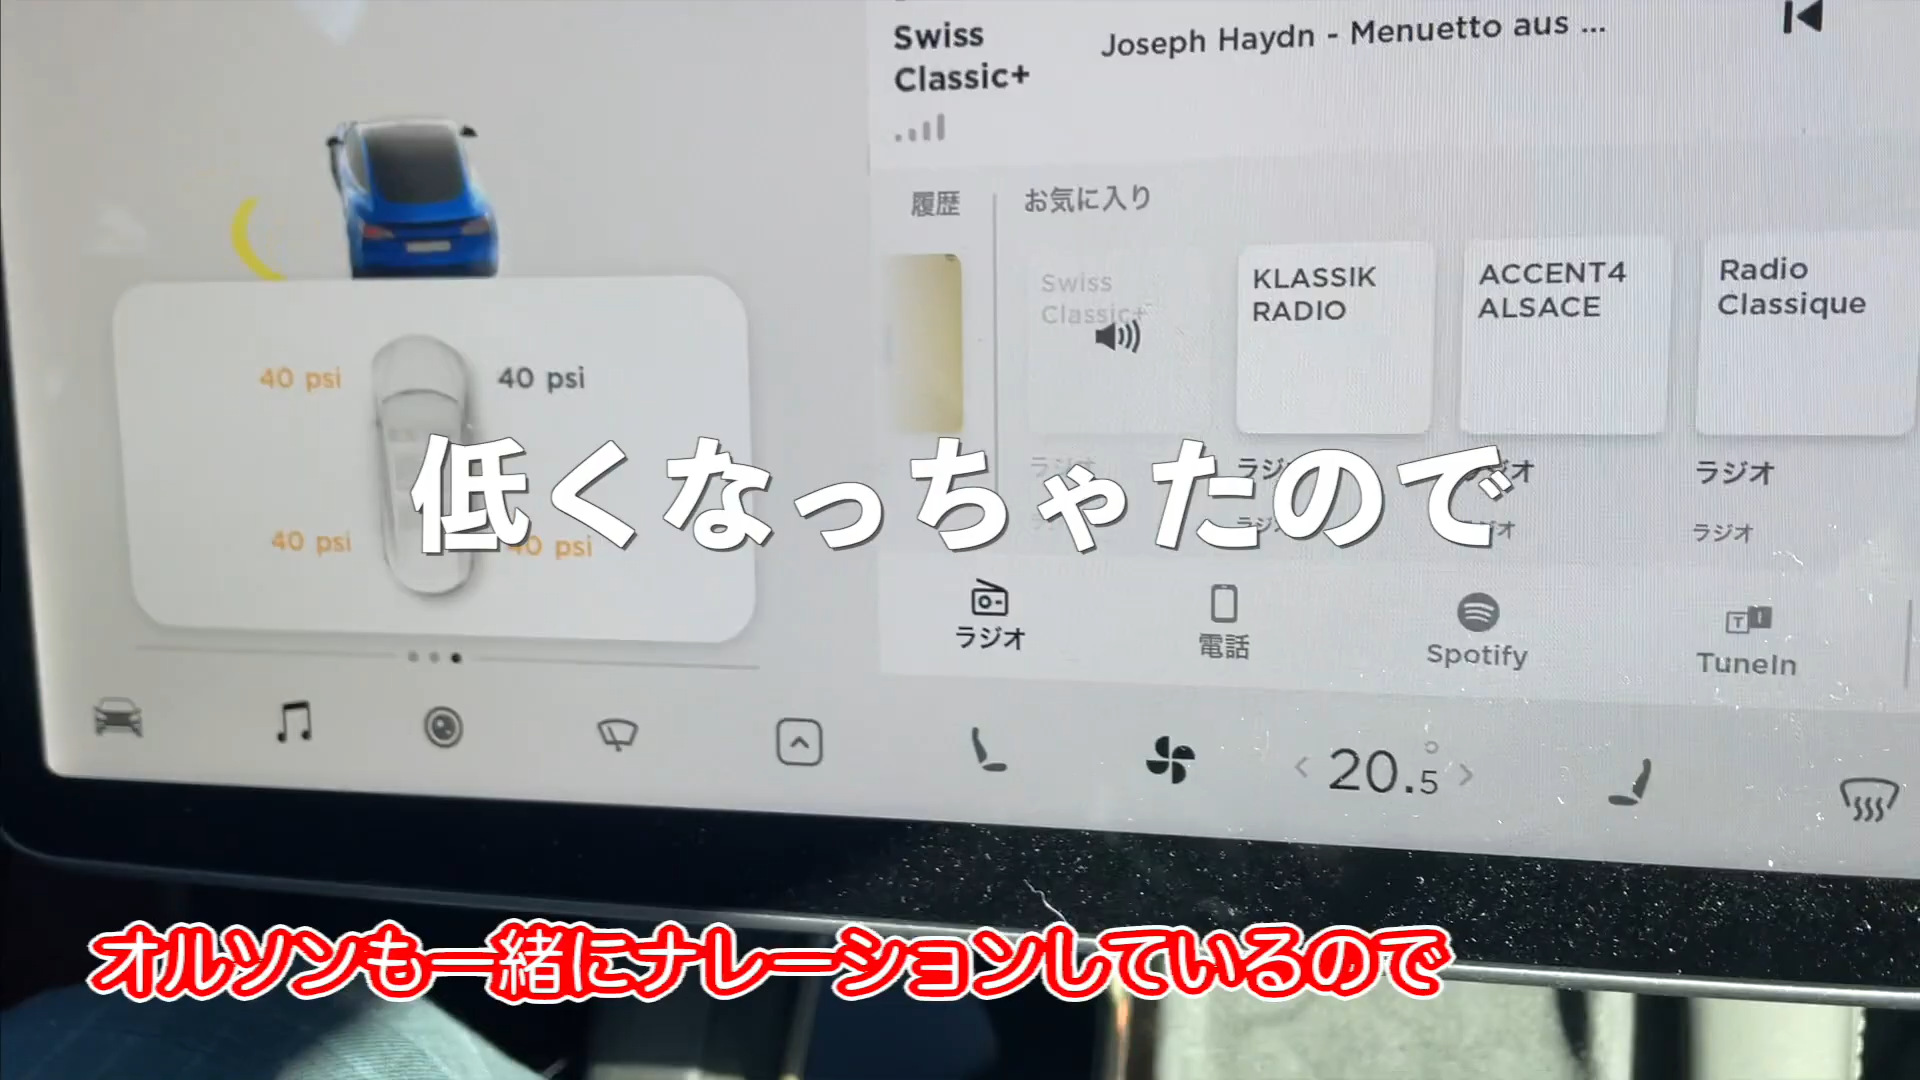 Swiss
Classic+
Joseph Haydn - Menuetto aus ...
履歴
お気に入り
Swiss
Classic+
KLASSIK
RADIO
ACCENT4
ALSACE
Radio
Classique
40 psi
40 psi
低くなっちゃたので
ラジオ
ラジオ
40 psi
40 psi
ラジオ
電話
Spotify
TuneIn
20.5
オルソンも一緒にナレーションしているので